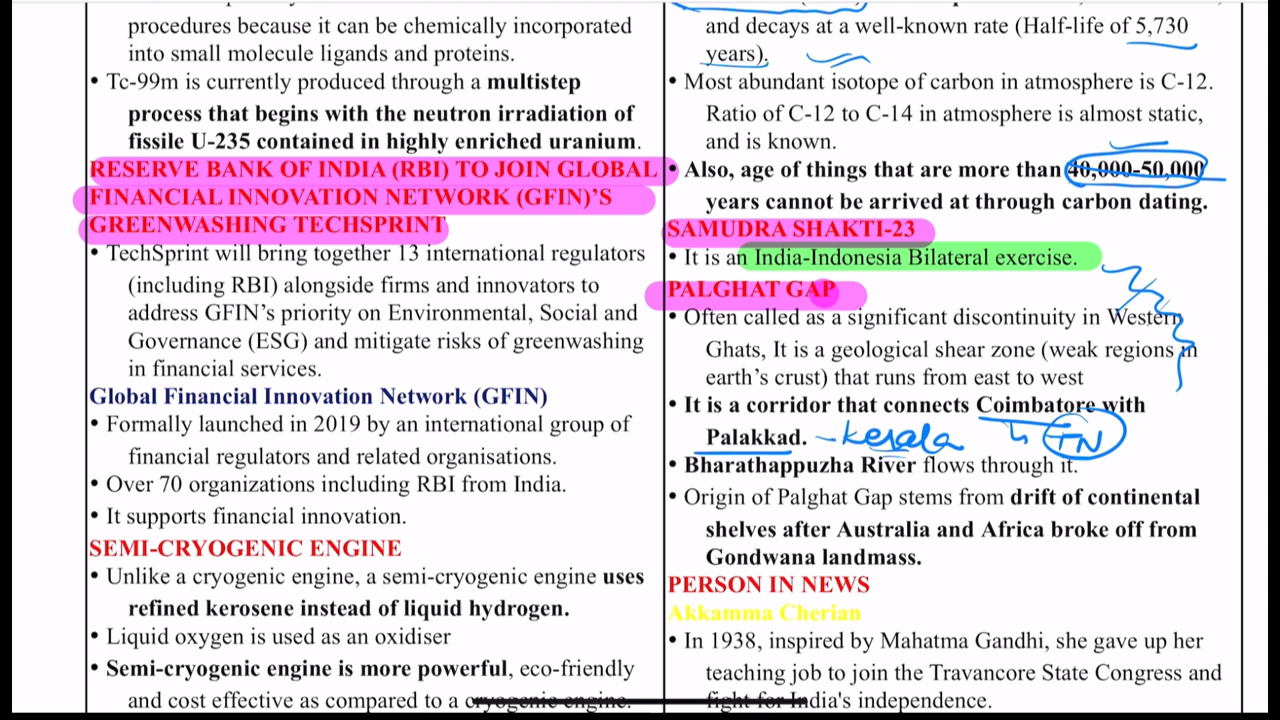 procedures because it can be chemically incorporated
into small molecule ligands and proteins.
• Tc-99m is currently produced through a multistep
process that begins with the neutron irradiation of
fissile U-235 contained in highly enriched uranium.
RESERVE BANK OF INDIA (RBI) TO JOIN GLOBAL
FINANCIAL INNOVATION NETWORK (GFIN)'S
GREENWASHING TECHSPRINT
• TechSprint will bring together 13 international regulators
(including RBI) alongside firms and innovators to
address GFIN's priority on Environmental, Social and
Governance (ESG) and mitigate risks of greenwashing
in financial services.
Global Financial Innovation Network (GFIN)
• Formally launched in 2019 by an international group of
financial regulators and related organisations.
• Over 70 organizations including RBI from India.
• It supports financial innovation.
SEMI-CRYOGENIC ENGINE
• Unlike a cryogenic engine, a semi-cryogenic engine uses
refined kerosene instead of liquid hydrogen.
• Liquid oxygen is used as an oxidiser
• Semi-cryogenic engine is more powerful, eco-friendly
and cost effective as compared to a cryogenic engine.
and decays at a well-known rate (Half-life of 5,730
years).
• Most abundant isotope of carbon in atmosphere is C-12.
Ratio of C-12 to C-14 in atmosphere is almost static,
and is known.
• Also, age of things that are more than 40,000-50,000
years cannot be arrived at through carbon dating.
SAMUDRA SHAKTI-23
• It is an India-Indonesia Bilateral exercise.
PALGHAT GAP
• Often called as a significant discontinuity in Western
Ghats, It is a geological shear zone (weak regions in
earth's crust) that runs from east to west
• It is a corridor that connects Coimbatore with
Palakkad. - kerala TN
• Bharathappuzha River flows through it.
• Origin of Palghat Gap stems from drift of continental
shelves after Australia and Africa broke off from
Gondwana landmass.
PERSON IN NEWS
Akkamma Cherian
• In 1938, inspired by Mahatma Gandhi, she gave up her
teaching job to join the Travancore State Congress and
fight for India's independence.